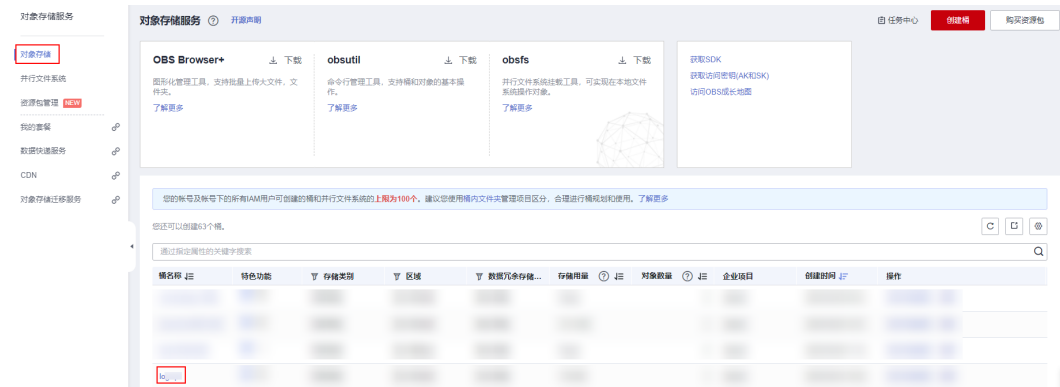 对象存储服务
对象存储
并行文件系统
资源包管理 NEW
我的套餐
数据快递服务
CDN
对象存储迁移服务
对象存储服务 ? 开源声明
任务中心 创建桶 购买资源包
OBS Browser+ 下载
图形化管理工具，支持批量上传文件、文
件夹。
了解更多
obsutil 下载
命令行管理工具，支持桶和对象的基本操
作。
了解更多
obsfs 下载
并行文件系统挂载工具，可实现在本地文件
系统操作对象。
了解更多
获取SDK
获取访问密钥(AK和SK)
访问OBS成长地图
您的帐号及帐号下的所有IAM用户可创建的桶和并行文件系统的上限为100个。建议您使用桶内文件夹管理项目区分，合理进行桶规划和使用。了解更多
您还可以创建63个桶。
通过指定属性的关键字搜索
桶名称 特色功能 存储类别 区域 数据冗余存储... 存储用量 ? 对象数量 ? 企业项目 创建时间 操作